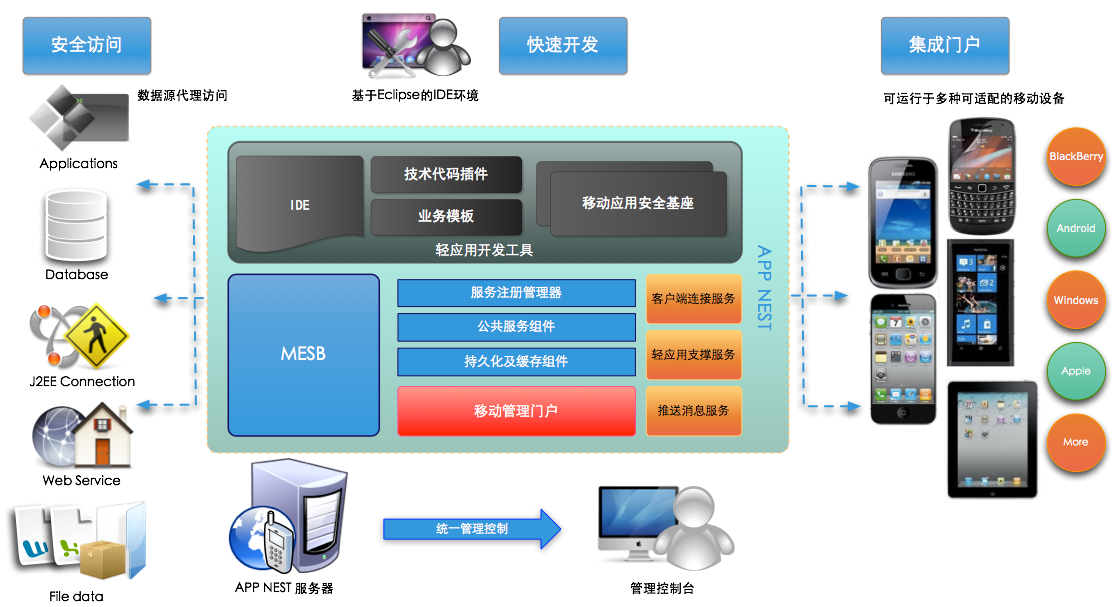 安全访问
快速开发
集成门户
数据源代理访问
基于Eclipse的IDE环境
可运行于多种可适配的移动设备
Applications
Database
J2EE Connection
Web Service
File data
IDE
技术代码插件
业务模板
移动应用安全基座
轻应用开发工具
APP NEST
MESB
服务注册管理器
公共服务组件
持久化及缓存组件
移动管理门户
客户端连接服务
轻应用支撑服务
推送消息服务
BlackBerry
Android
Windows
Apple
More
APP NEST 服务器
统一管理控制
管理控制台